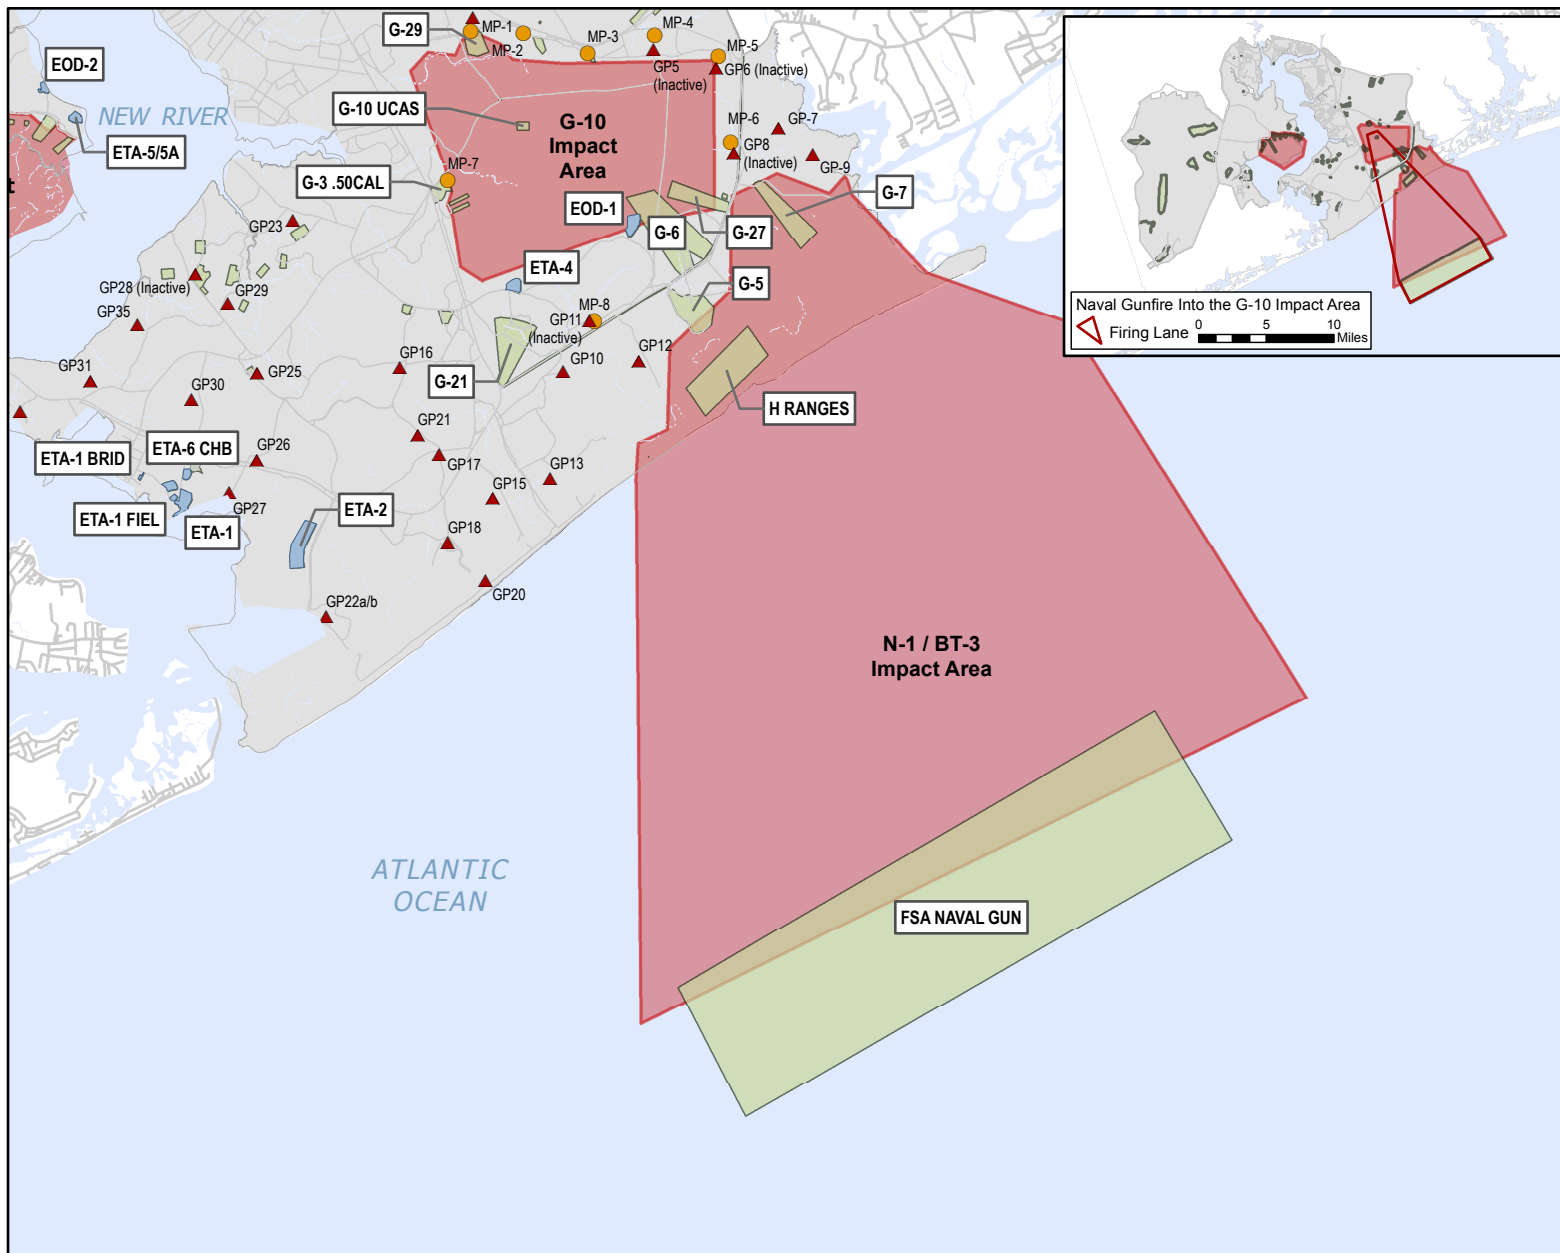 G-29
MP-1
MP-2
MP-3
MP-4
MP-5
GP5
(Inactive)
GP6 (Inactive)
EOD-2
NEW RIVER
ETA-5/5A
G-10 UCAS
G-10
Impact
Area
MP-6
GP-7
GP8
(Inactive)
GP-9
MP-7
G-3 .50CAL
EOD-1
G-6
G-27
G-7
GP23
ETA-4
G-5
GP28 (Inactive)
GP29
GP35
MP-8
GP11
(Inactive)
GP10
GP12
GP16
G-21
GP31
GP30
GP25
H RANGES
GP21
GP17
ETA-1 BRID
ETA-6 CHB
GP26
GP13
GP15
ETA-1 FIEL
ETA-1
GP27
ETA-2
GP18
GP20
GP22a/b
N-1 / BT-3
Impact Area
ATLANTIC
OCEAN
FSA NAVAL GUN
Naval Gunfire Into the G-10 Impact Area
Firing Lane
0 5 10
Miles